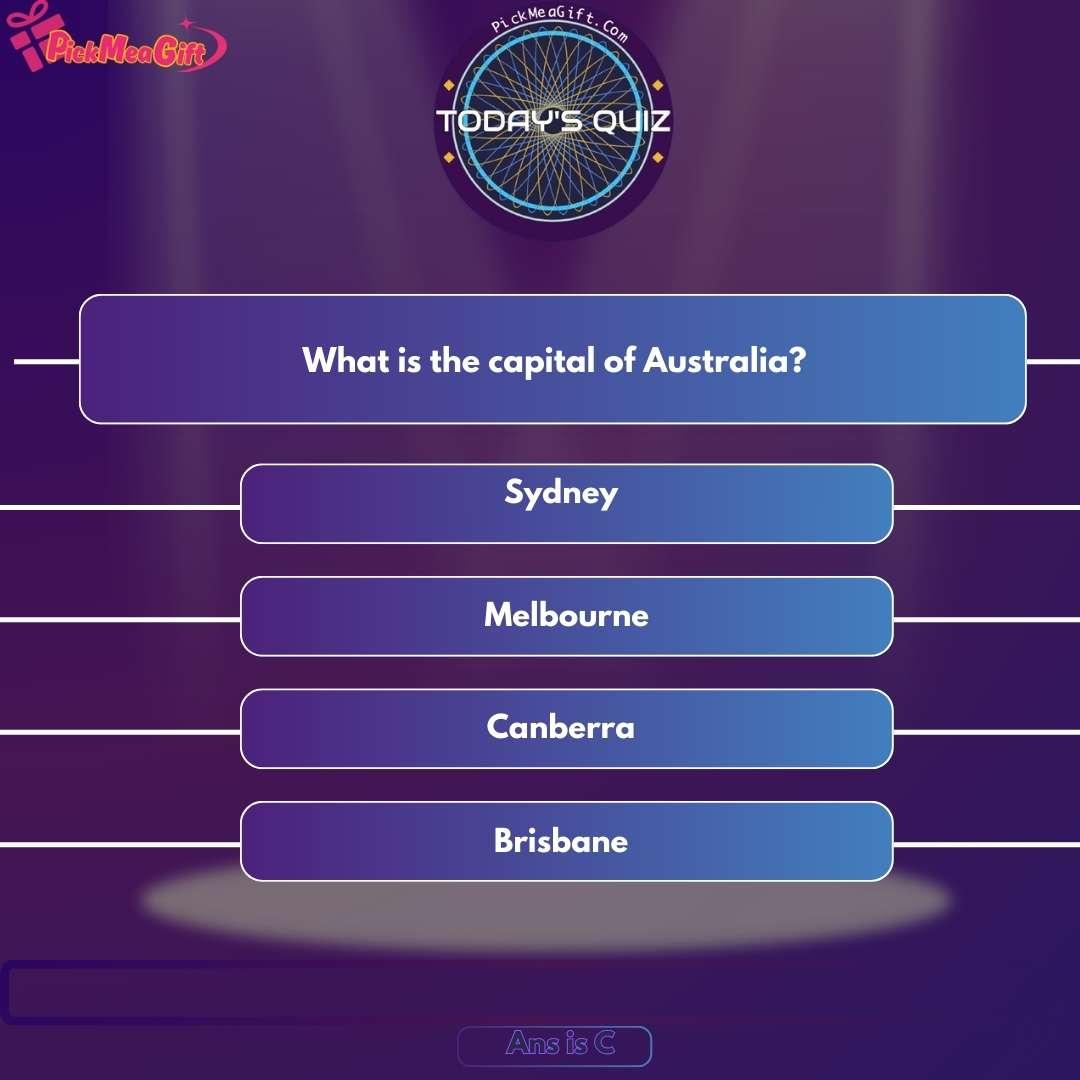 PickMeaGift
PickMeaGift.Com
TODAY'S QUIZ
What is the capital of Australia?
Sydney
Melbourne
Canberra
Brisbane
Ans is C